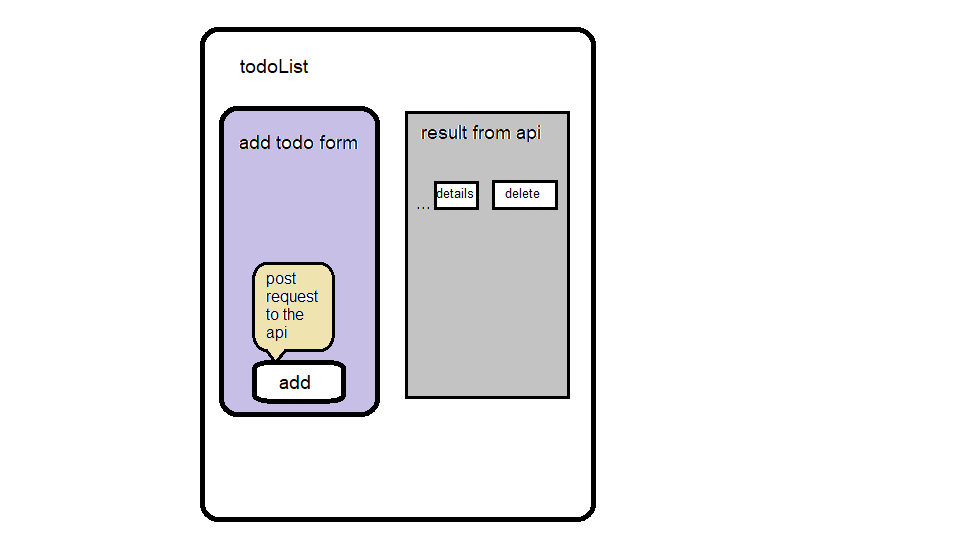 todoList
add todo form
post
request
to the
api
add
result from api
... details delete